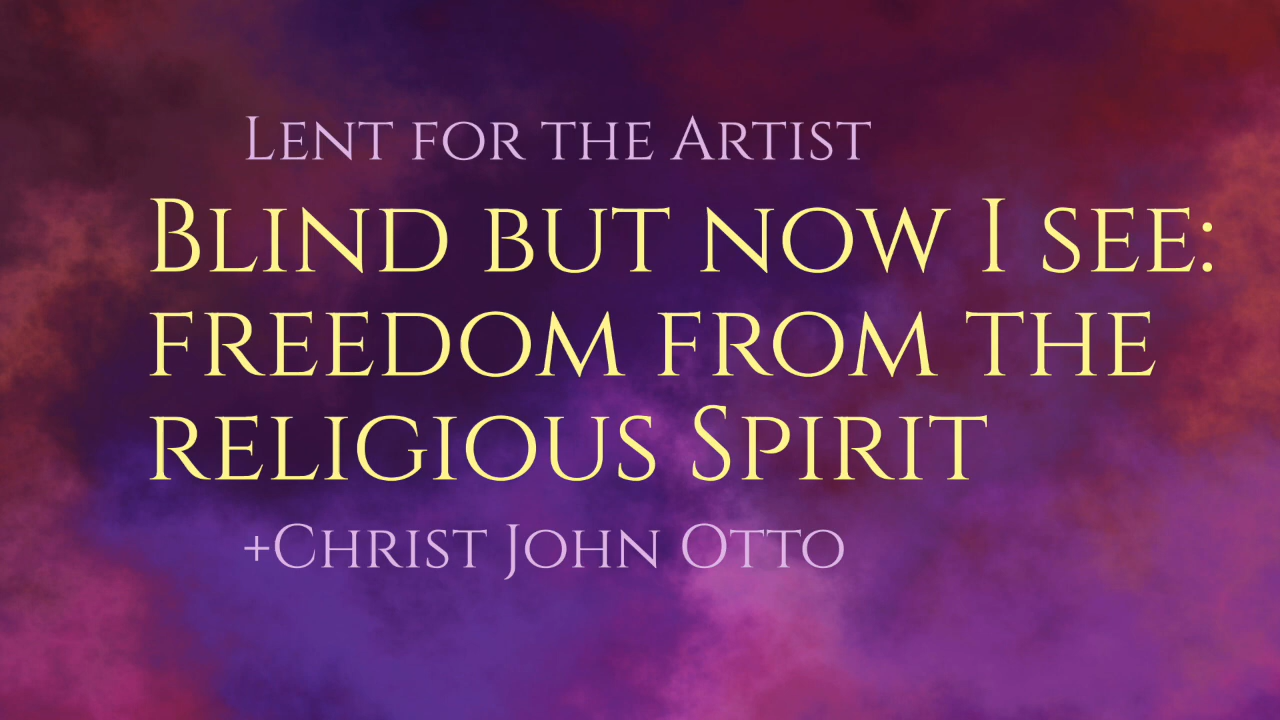 Lent for the Artist
Blind but now I see:
freedom from the
religious Spirit
+Christ John Otto